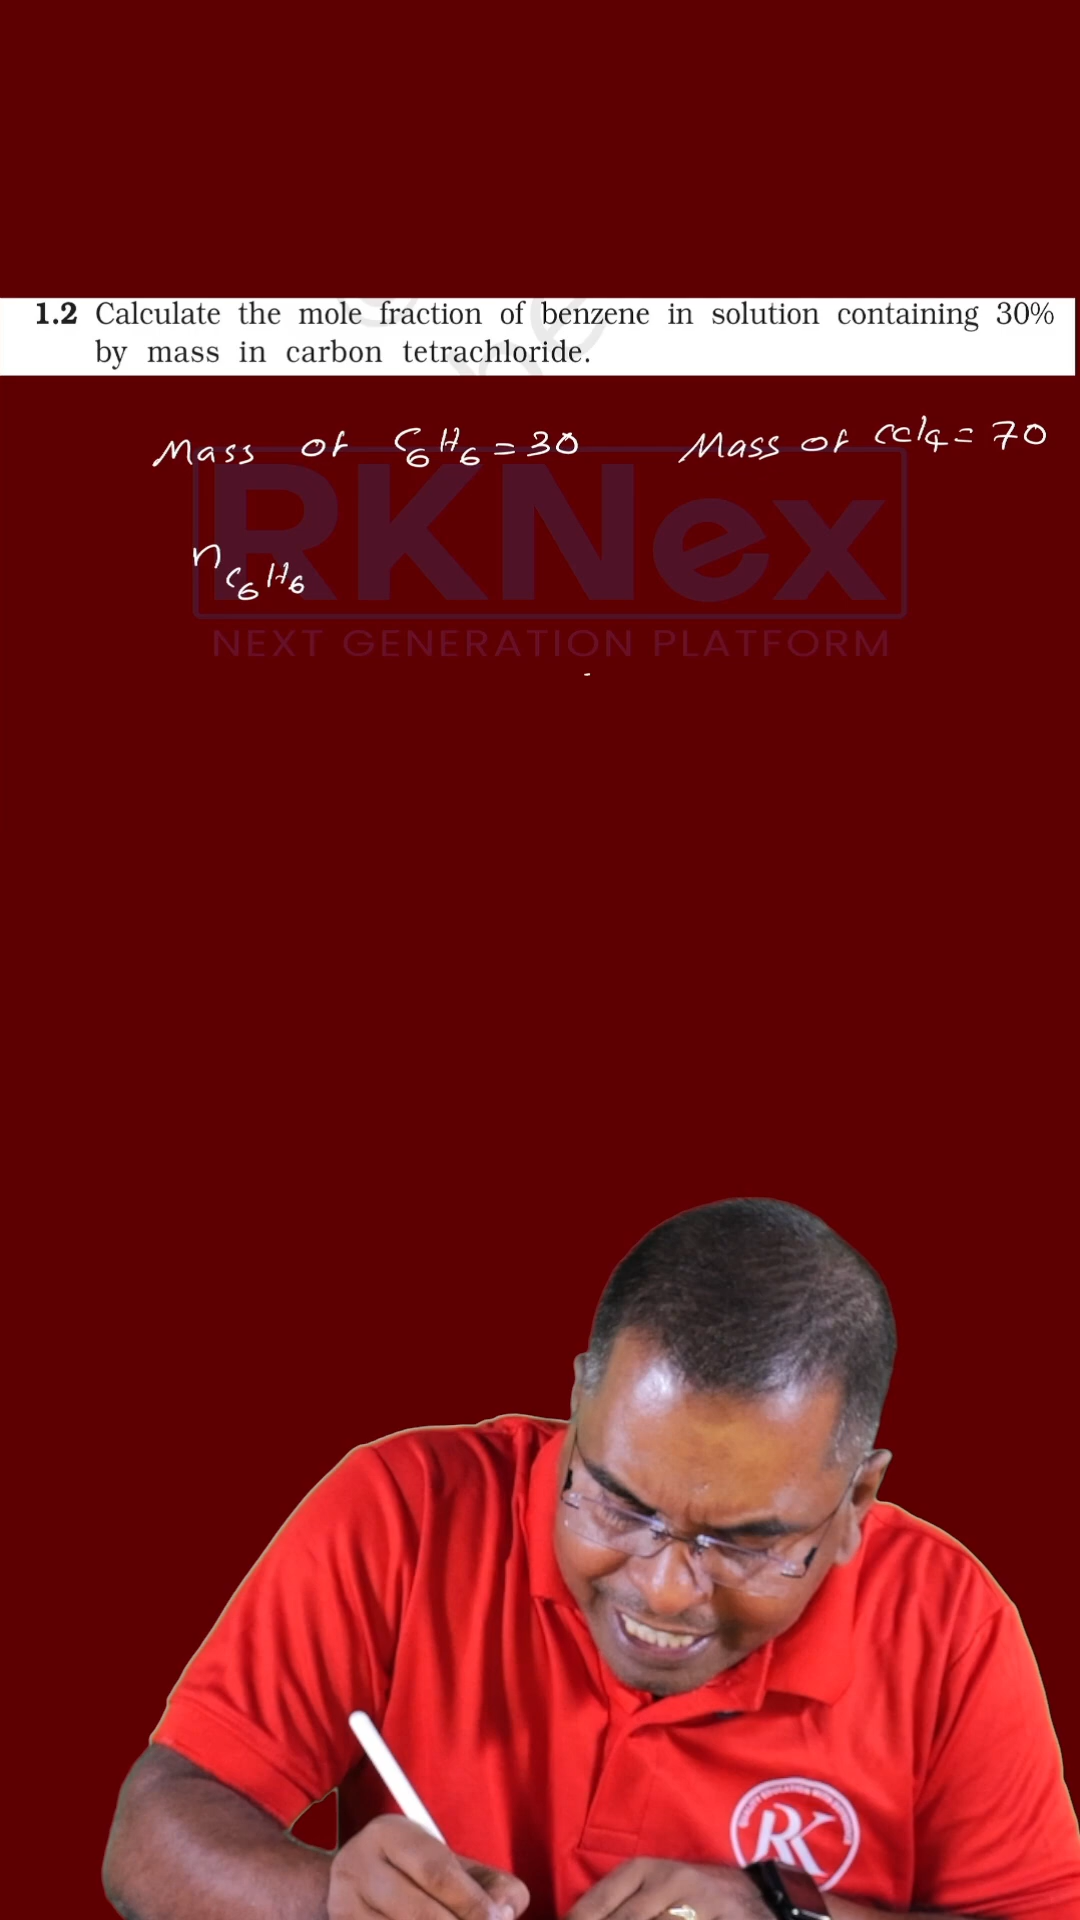 1.2 Calculate the mole fraction of benzene in solution containing 30%
by mass in carbon tetrachloride.
Mass of C6H6 = 30 Mass of CCl4 = 70
nC6H6
RKNex
NEXT GENERATION PLATFORM
RK